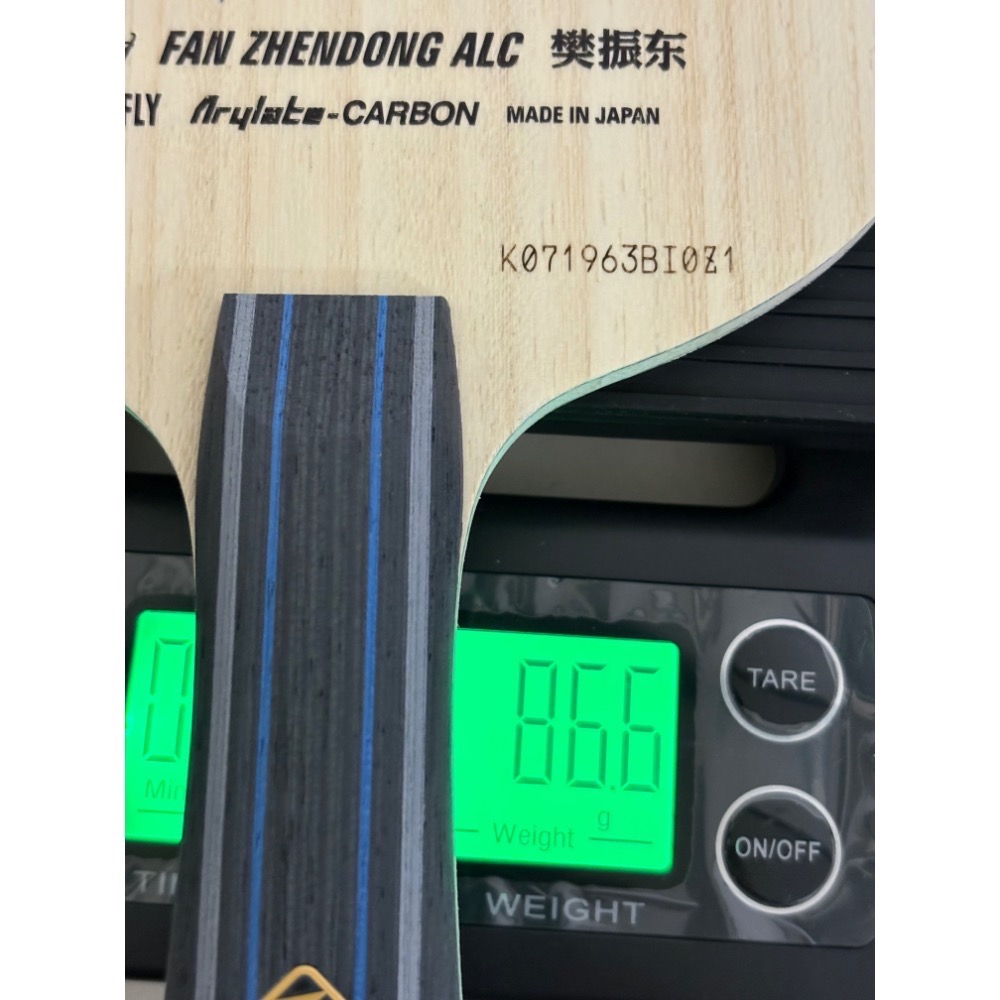 FAN ZHENDONG ALC 樊振东
FLY Arylate-CARBON MADE IN JAPAN
K071963BI0Z1
TARE
86.6
g
Min
Weight
ON/OFF
WEIGHT